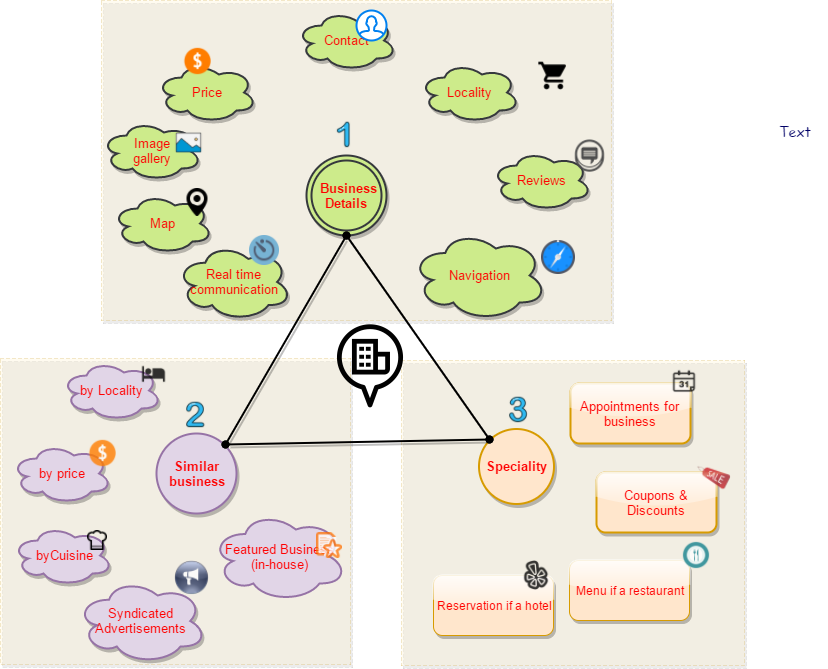 Contact
$
Price
Locality
Text
1
Image
gallery
Reviews
Business
Details
Map
Real time
communication
Navigation
by Locality
2
3
31
Appointments for
business
$
by price
Similar
business
Speciality
SALE
Coupons &
Discounts
byCuisine
Featured Busine
(in-house)
Syndicated
Advertisements
Menu if a restaurant
Reservation if a hotel